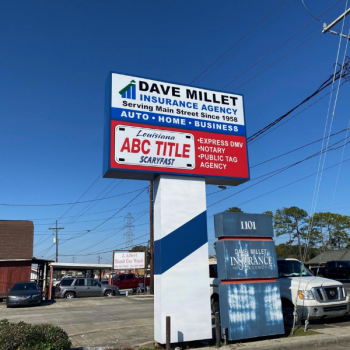 DAVE MILLET
INSURANCE AGENCY
Serving Main Street Since 1958
AUTO • HOME • BUSINESS
Louisiana
ABC TITLE
SCARYFAST
•EXPRESS DMV
•NOTARY
•PUBLIC TAG
AGENCY
1101
DAVE MILLET
INSURANCE
AGENCY